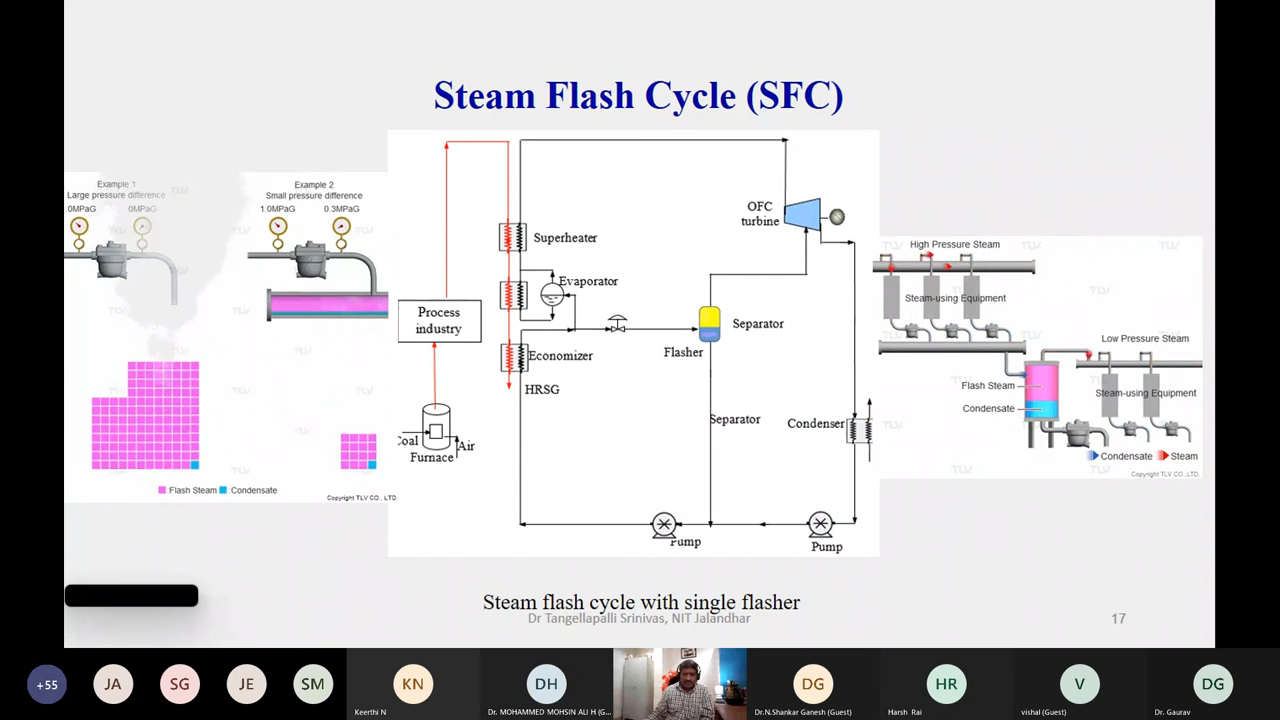 Steam Flash Cycle (SFC)
Example 1
Large pressure difference
.0MPaG 0MPaG
Example 2
Small pressure difference
1.0MPaG 0.3MPaG
TLV
Flash Steam Condensate
Copyright TLV CO., LTD.
OFC
turbine
Superheater
Evaporator
Process
industry
Separator
Flasher
Economizer
HRSG
Separator
Condenser
Coal
Air
Furnace
Pump
Pump
High Pressure Steam
Steam-using Equipment
Low Pressure Steam
Flash Steam
Steam-using Equipment
Condensate
Condensate Steam
Copyright TLV CO.,LTD.
Steam flash cycle with single flasher
Dr Tangellapalli Srinivas, NIT Jalandhar
17
+55
JA
SG
JE
SM
KN
Keerthi N
DH
Dr. MOHAMMED MOHSIN ALI H (G...
DG
Dr.N.Shankar Ganesh (Guest)
HR
Harsh Rai
V
vishal (Guest)
DG
Dr. Gaurav